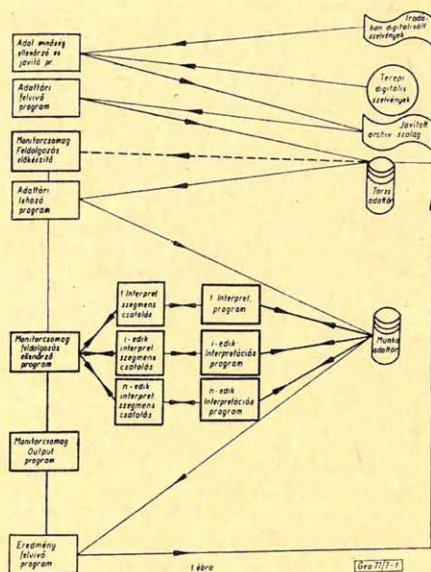 Adat minőség
ellenőrző és
javító pr.
Irodá-
ban digitalizált
szelvények
Terepi
digitális
szelvények
Adattári
felvivő
program
Javított
archiv szalag
Monitorcsomag
Feldolgozás
előkészítő
Törzs
adattár
Adattári
lehozó
program
1 Interpret.
szegmens
csatolás
1 Interpret.
program
Monitorcsomag
feldolgozás
ellenőrző
program
i-edik
interpret.
szegmens
csatolás
i-edik
Interpretációs
program
Munka
adattár
n-edik
interpret.
szegmens
csatolás
n-edik
Interpretációs
program
Monitorcsomag
Output
program
Eredmény
felvivő
program
1 ábra
Geo 77/7-1